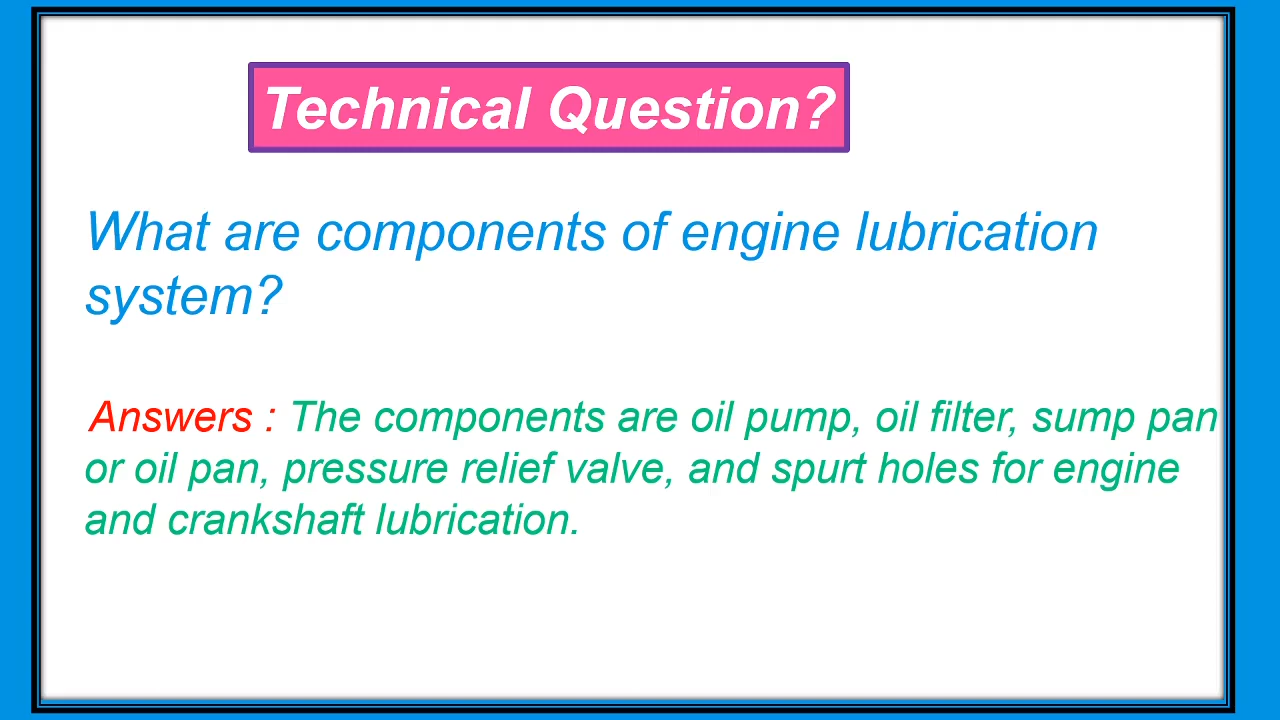 Technical Question?
What are components of engine lubrication
system?
Answers : The components are oil pump, oil filter, sump pan
or oil pan, pressure relief valve, and spurt holes for engine
and crankshaft lubrication.